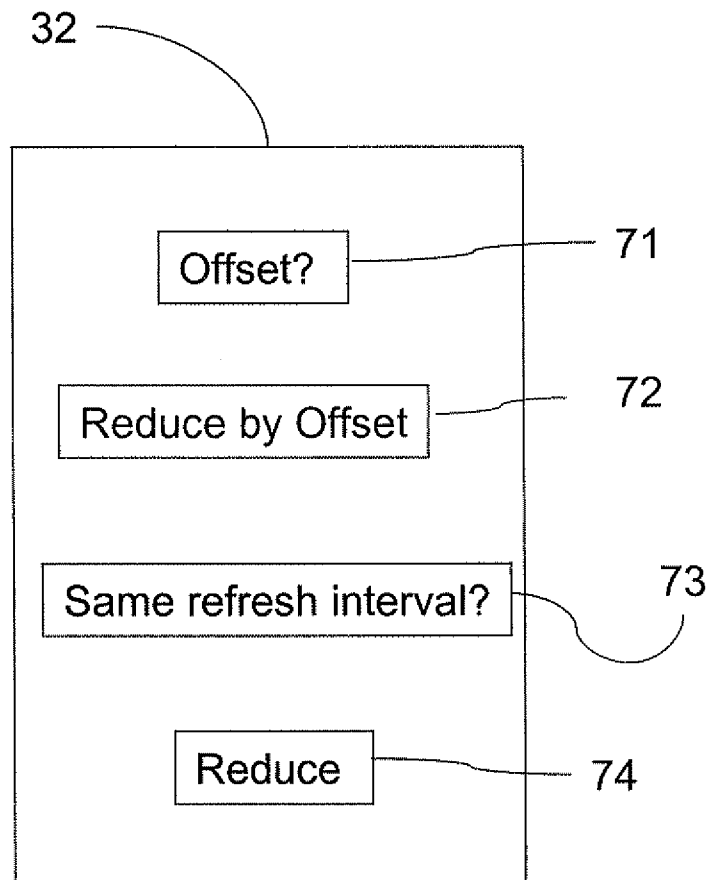 32
Offset?
71
Reduce by Offset
72
Same refresh interval?
73
Reduce
74